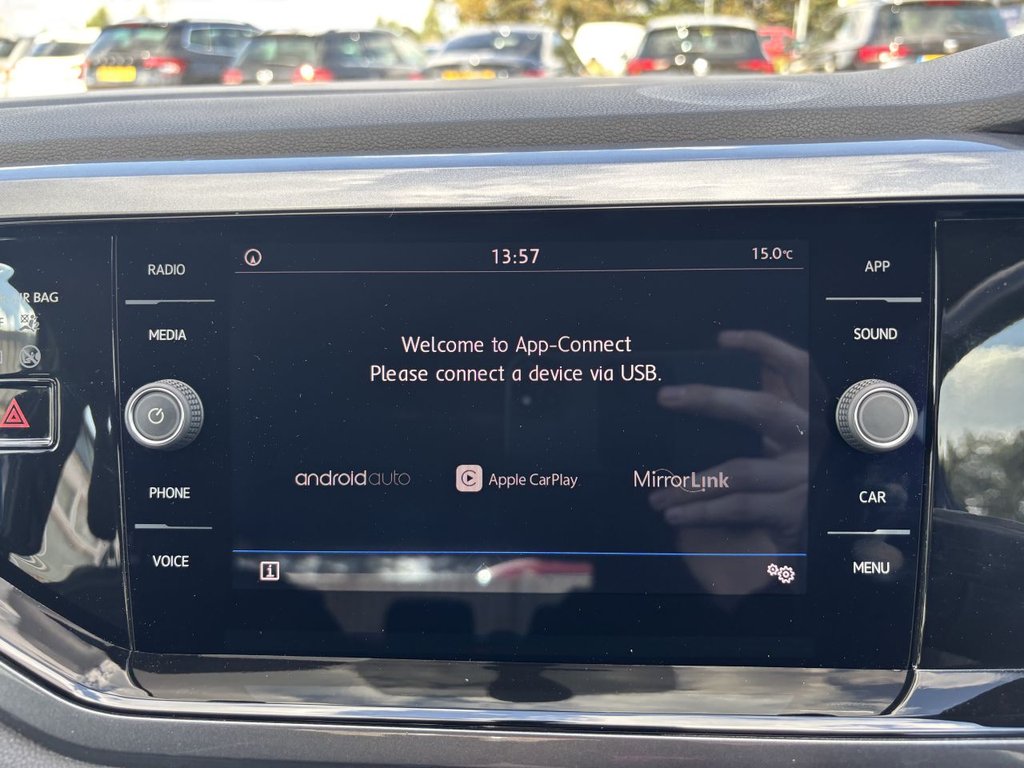 13:57
15.0°C
RADIO
APP
BAG
MEDIA
SOUND
Welcome to App-Connect
Please connect a device via USB.
androidauto
Apple CarPlay
MirrorLink
PHONE
CAR
VOICE
MENU
i